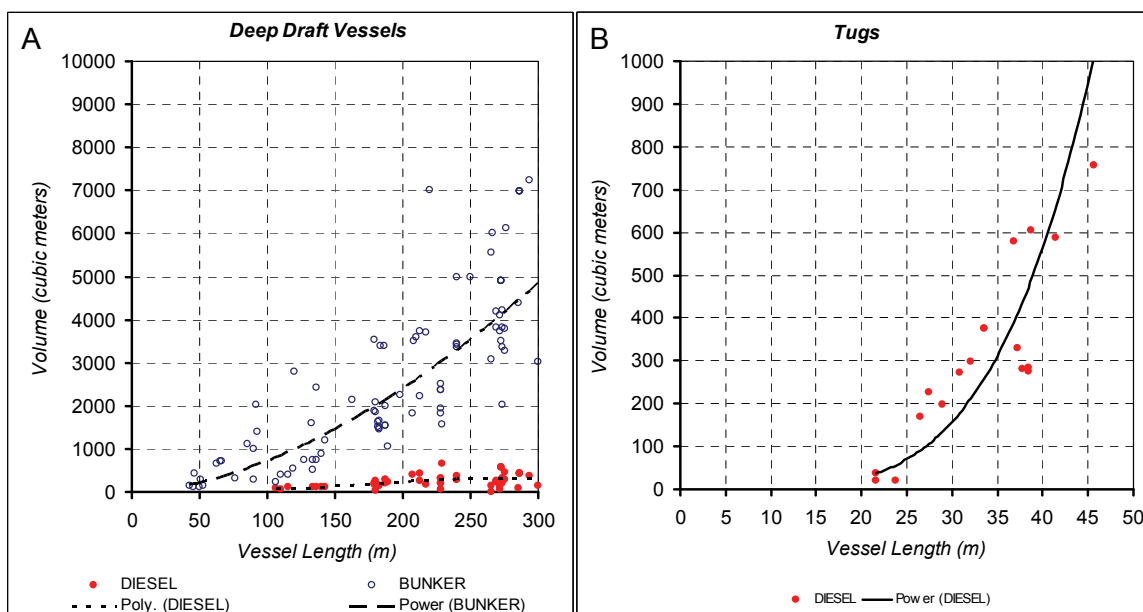 A
Deep Draft Vessels
10000
9000
8000
7000
6000
5000
4000
3000
2000
1000
0
Volume (cubic meters)
0 50 100 150 200 250 300
Vessel Length (m)
DIESEL BUNKER
Poly. (DIESEL) Power (BUNKER)
B
Tugs
1000
900
800
700
600
500
400
300
200
100
0
Volume (cubic meters)
0 5 10 15 20 25 30 35 40 45 50
Vessel Length (m)
DIESEL Power (DIESEL)